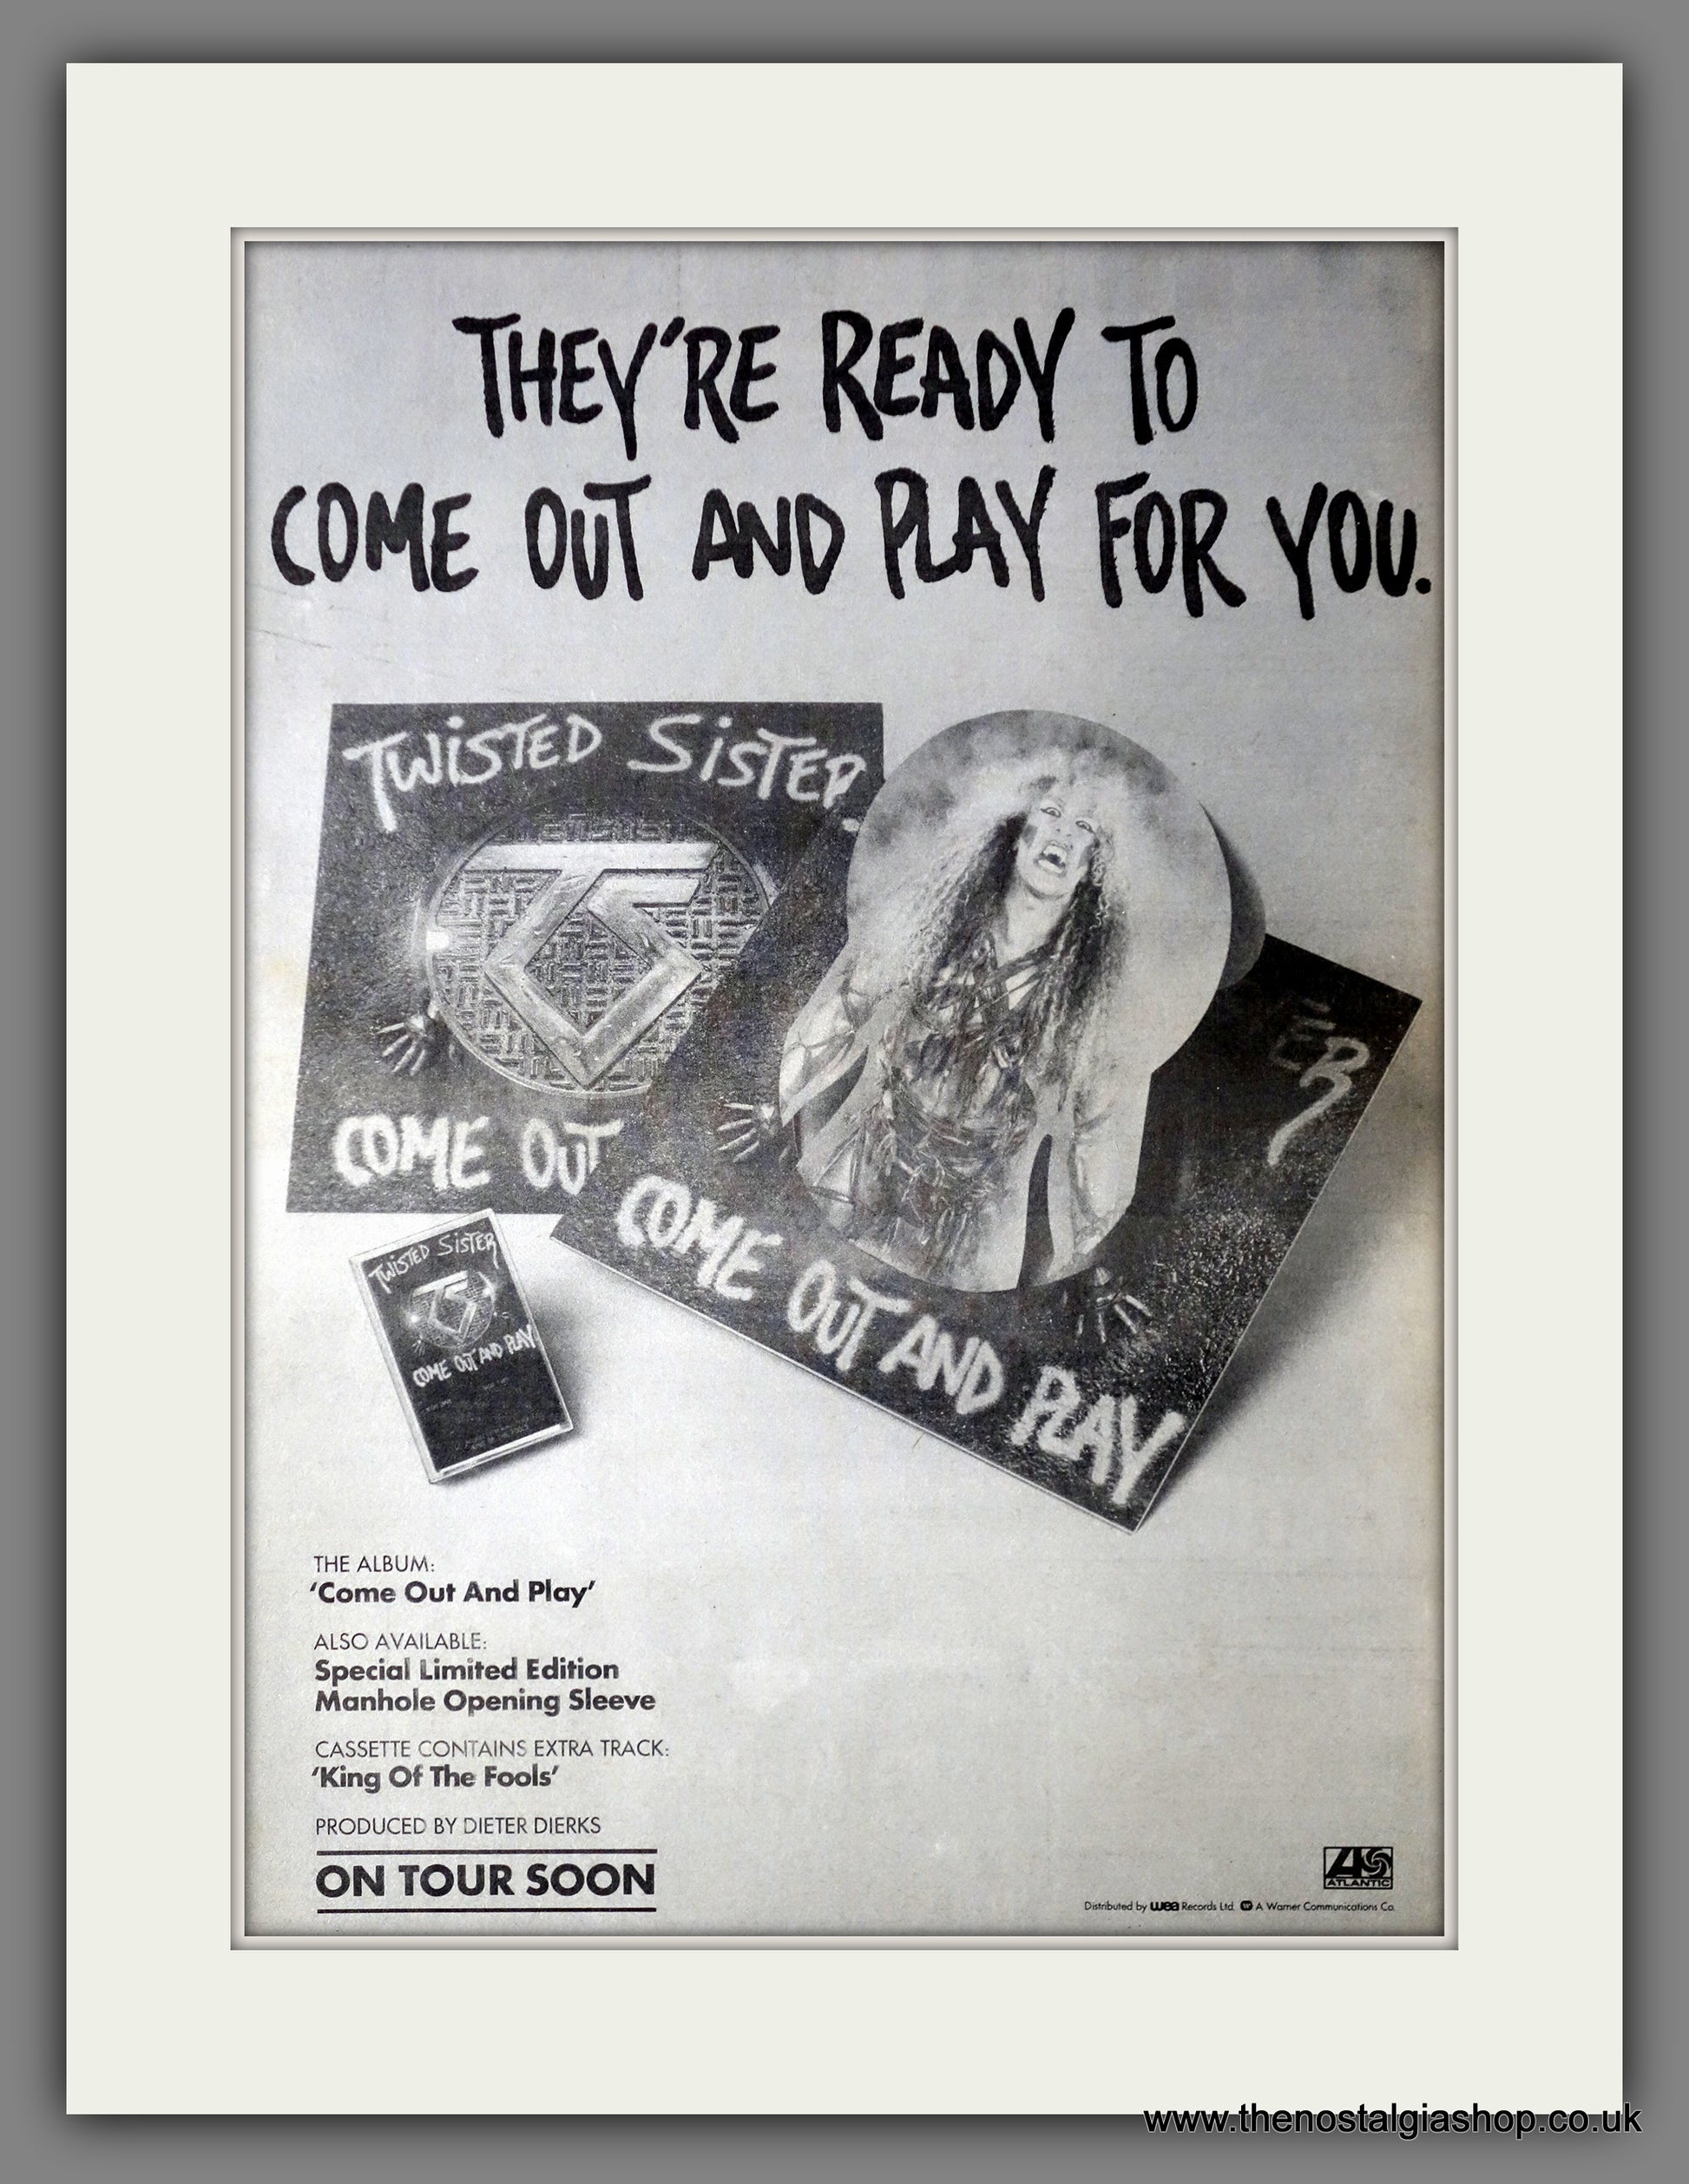 THEY'RE READY TO
COME OUT AND PLAY FOR YOU.
TWISTED SISTER
TS
COME OUT
ER
COME OUT AND PLAY
TWISTED SISTER
TS
COME OUT AND PLAY
THE ALBUM:
'Come Out And Play'
ALSO AVAILABLE:
Special Limited Edition
Manhole Opening Sleeve
CASSETTE CONTAINS EXTRA TRACK:
'King Of The Fools'
PRODUCED BY DIETER DIERKS
ON TOUR SOON
ATLANTIC
Distributed by wea Records Ltd. A Warner Communications Co.
www.thenostalgiashop.co.uk